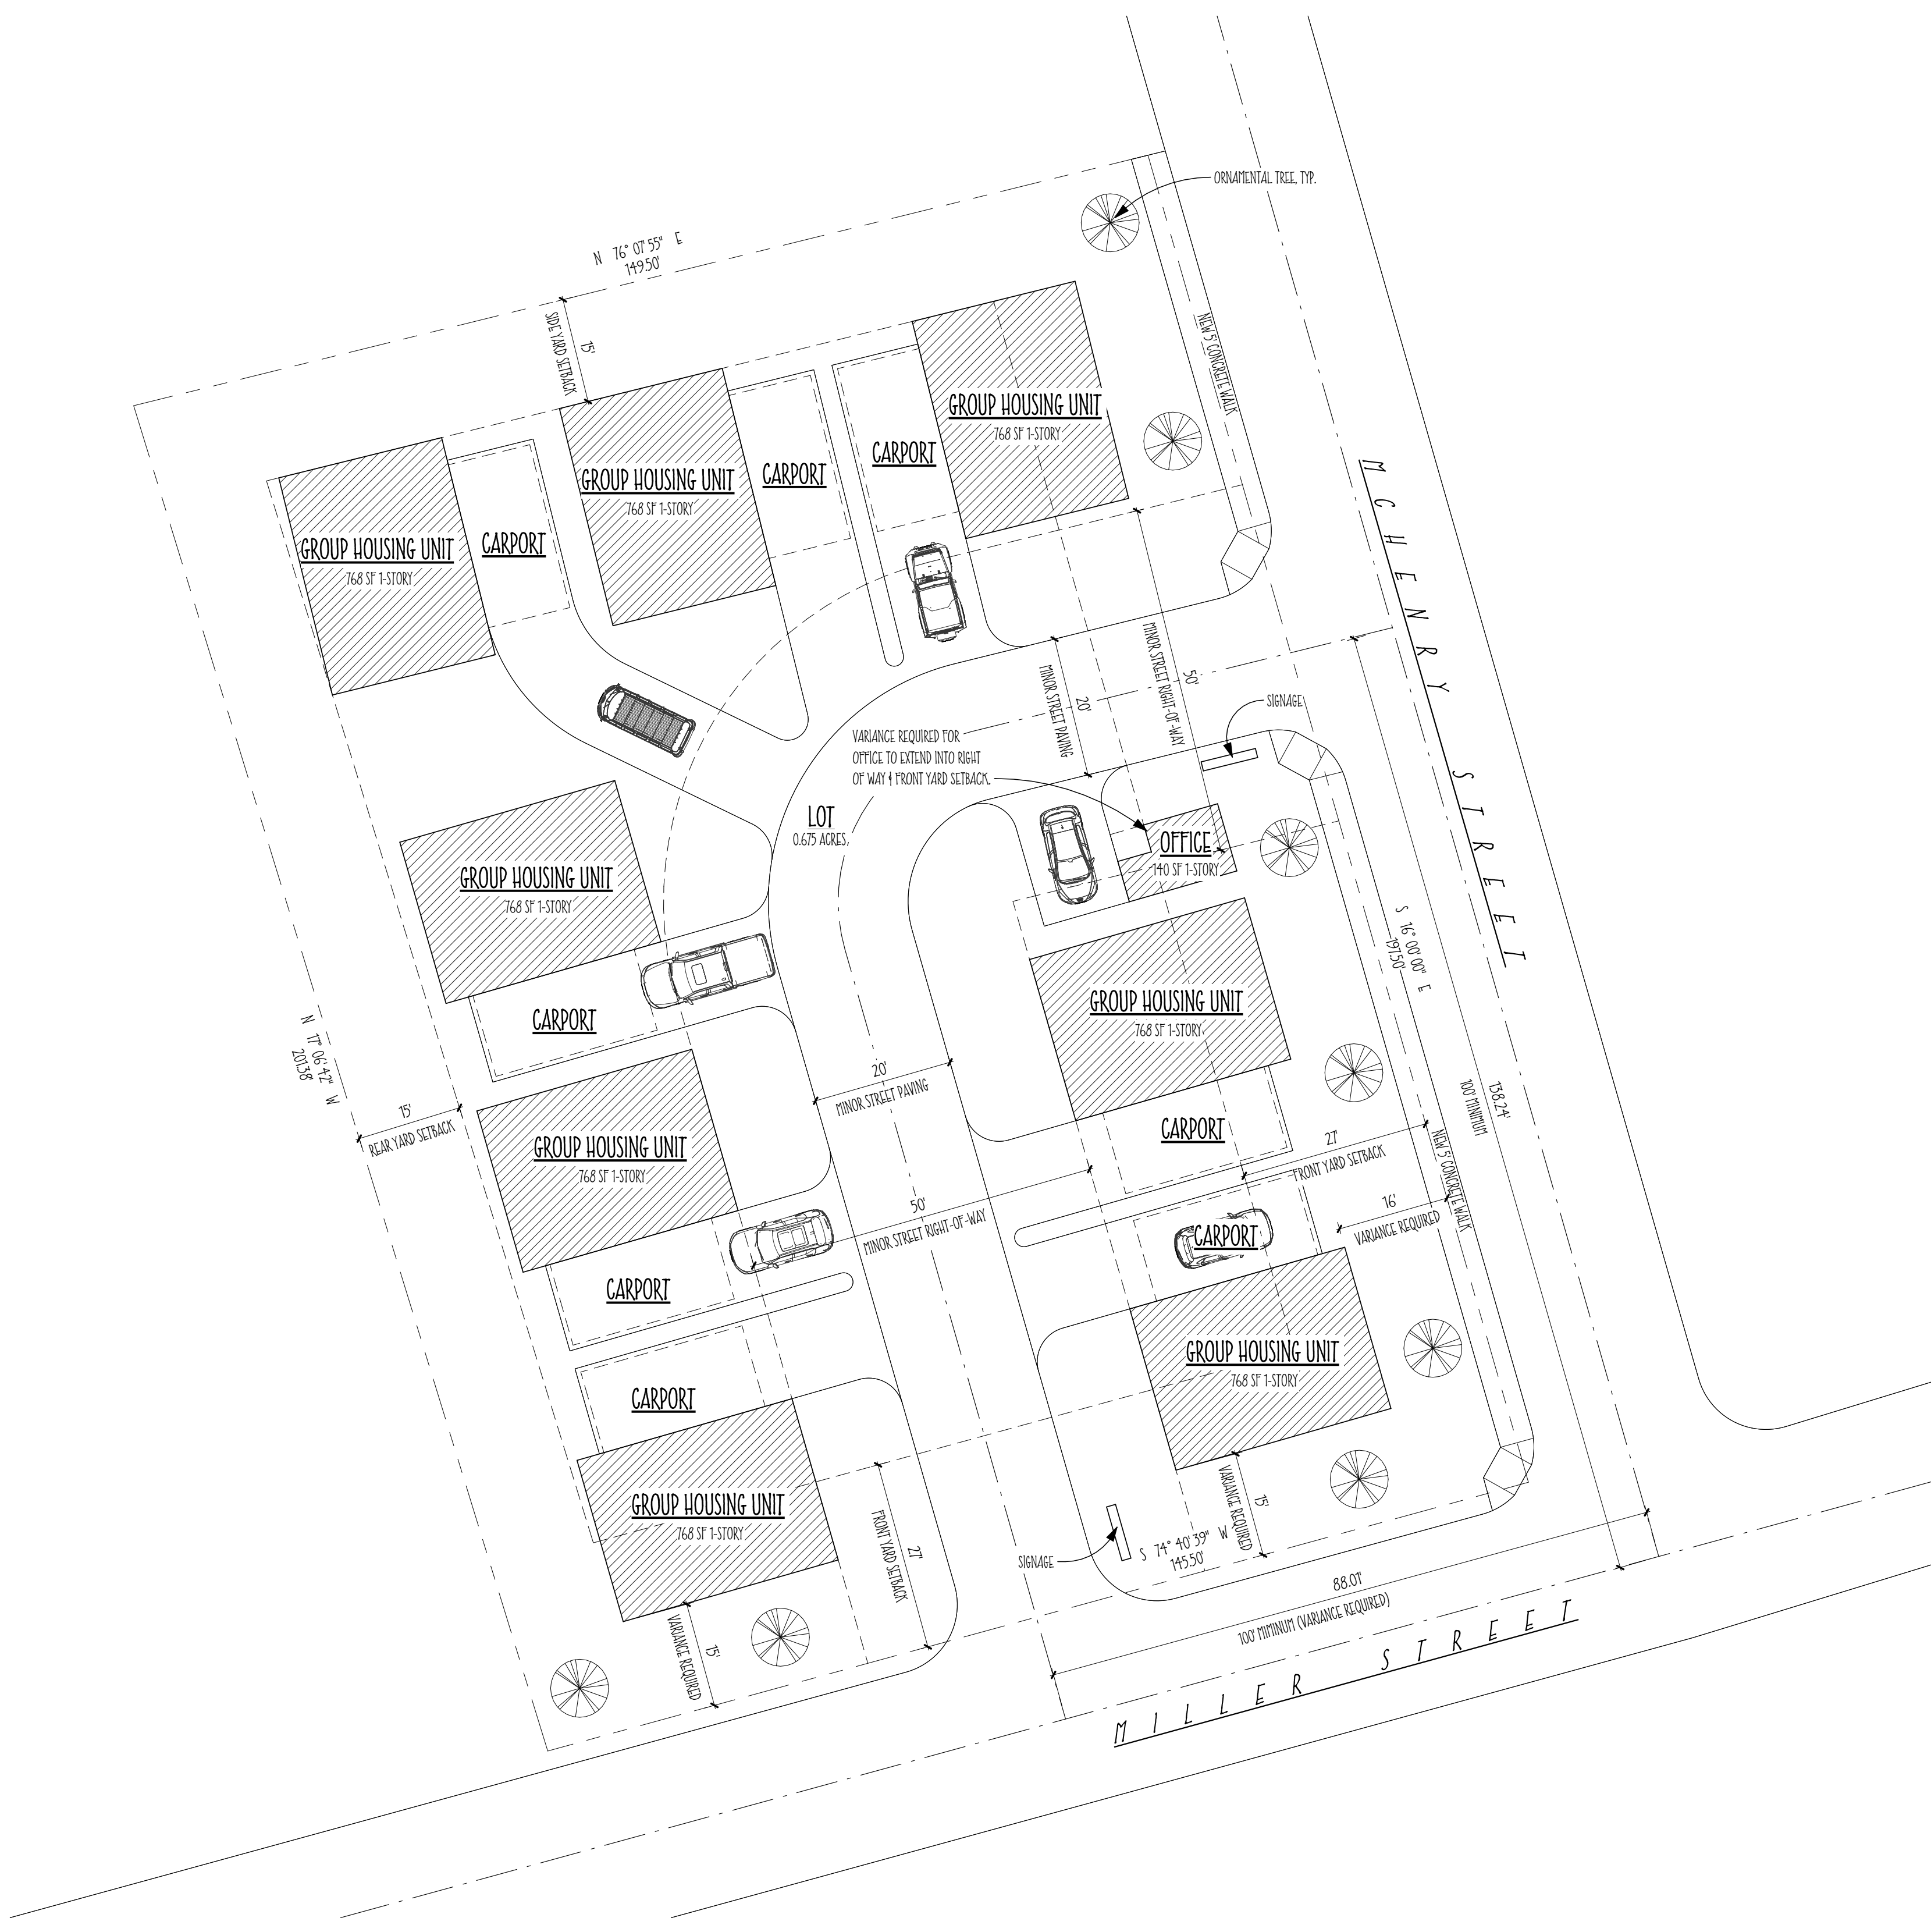 ORNAMENTAL TREE, TYP.
N 76° 07' 55" E
149.50'
SIDE YARD SETBACK
15'
NEW 5' CONCRETE WALK
GROUP HOUSING UNIT
768 SF 1-STORY
CARPORT
GROUP HOUSING UNIT
768 SF 1-STORY
CARPORT
CARPORT
GROUP HOUSING UNIT
768 SF 1-STORY
MCHENRY STREET
MINOR STREET PAVING
20'
MINOR STREET RIGHT-OF-WAY
50'
SIGNAGE
VARIANCE REQUIRED FOR
OFFICE TO EXTEND INTO RIGHT
OF WAY & FRONT YARD SETBACK.
LOT
0.675 ACRES,
OFFICE
140 SF 1-STORY
GROUP HOUSING UNIT
768 SF 1-STORY
CARPORT
S 16° 00' 00" E
197.50'
GROUP HOUSING UNIT
768 SF 1-STORY
CARPORT
N 17° 06' 42" W
201.38'
15'
REAR YARD SETBACK
20'
MINOR STREET PAVING
138.24'
100' MINIMUM
GROUP HOUSING UNIT
768 SF 1-STORY
CARPORT
27'
FRONT YARD SETBACK
NEW 5' CONCRETE WALK
16'
VARIANCE REQUIRED
50'
MINOR STREET RIGHT-OF-WAY
CARPORT
GROUP HOUSING UNIT
768 SF 1-STORY
CARPORT
GROUP HOUSING UNIT
768 SF 1-STORY
FRONT YARD SETBACK
27'
VARIANCE REQUIRED
15'
SIGNAGE
S 74° 40' 39" W
145.50'
VARIANCE REQUIRED
15'
88.01'
100' MIMINUM (VARIANCE REQUIRED)
MILLER STREET